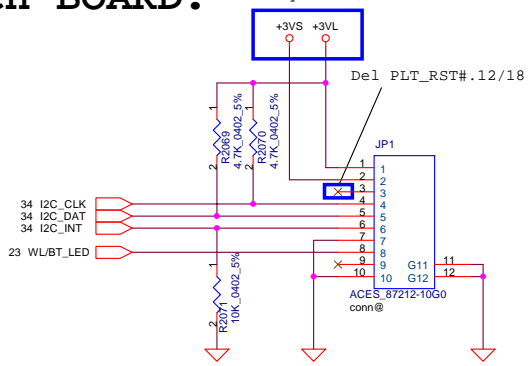 BOARD.
+3VS +3VL
Del PLT_RST#.12/18
1
R2069
4.7K_0402_5%
2
1
R2070
4.7K_0402_5%
2
JP1
1 1
2 2
3 3
34 I2C_CLK 4 4
34 I2C_DAT 5 5
34 I2C_INT 6 6
7 7
23 WL/BT_LED 8 8
9 9 G11 11
10 10 G12 12
ACES_87212-10G0
conn@
1
R2071
10K_0402_5%
2